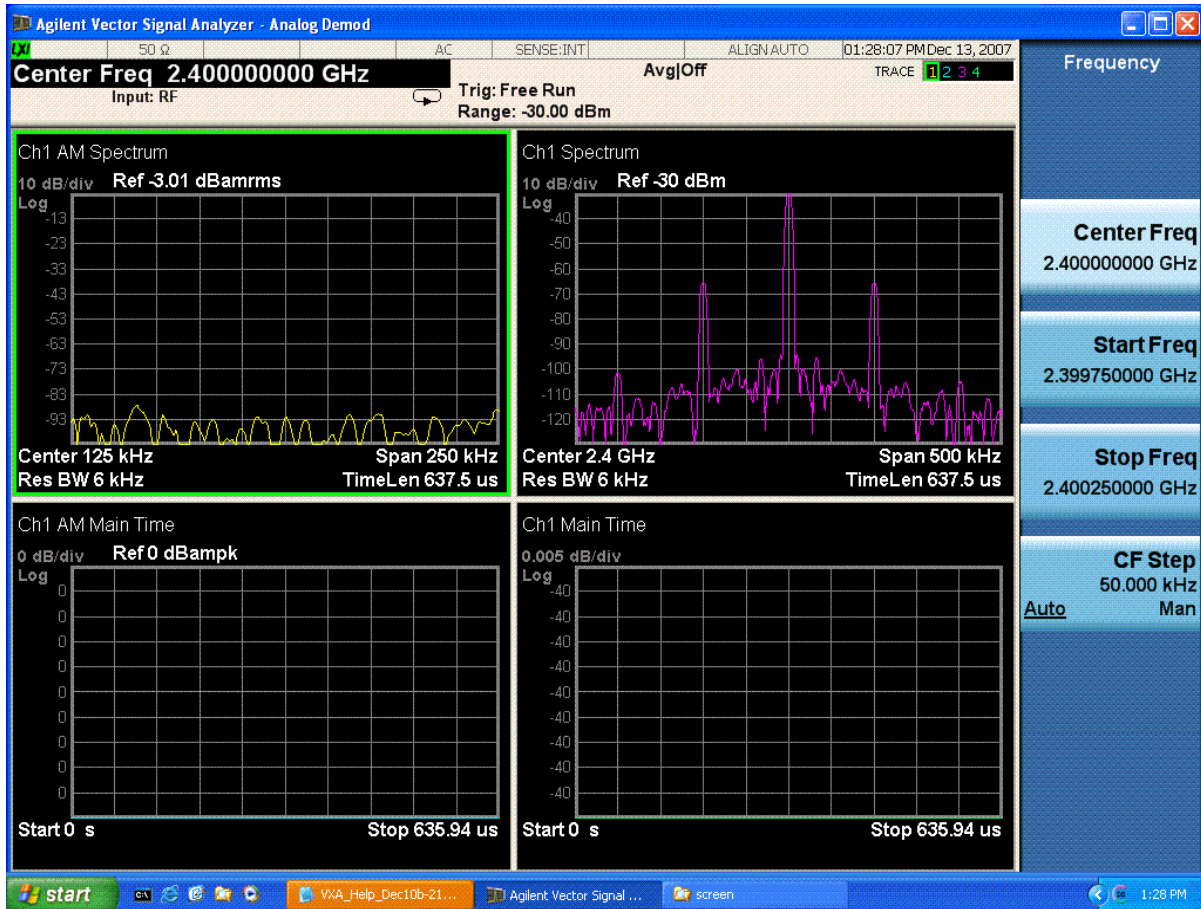 Agilent Vector Signal Analyzer - Analog Demod
LXI 50 Ω AC SENSE:INT ALIGN AUTO 01:28:07 PM Dec 13, 2007
Center Freq 2.400000000 GHz
Input: RF
Trig: Free Run
Range: -30.00 dBm
Avg|Off
TRACE 1 2 3 4
Frequency
Ch1 AM Spectrum
10 dB/div Ref -3.01 dBamrms
Log
-13
-23
-33
-43
-53
-63
-73
-83
-93
Center 125 kHz Span 250 kHz
Res BW 6 kHz TimeLen 637.5 us
Ch1 Spectrum
10 dB/div Ref -30 dBm
Log
-40
-50
-60
-70
-80
-90
-100
-110
-120
Center 2.4 GHz Span 500 kHz
Res BW 6 kHz TimeLen 637.5 us
Ch1 AM Main Time
0 dB/div Ref 0 dBampk
Log
0
0
0
0
0
0
0
0
0
Start 0 s Stop 635.94 us
Ch1 Main Time
0.005 dB/div
Log
-40
-40
-40
-40
-40
-40
-40
-40
-40
Start 0 s Stop 635.94 us
Center Freq
2.400000000 GHz
Start Freq
2.399750000 GHz
Stop Freq
2.400250000 GHz
CF Step
50.000 kHz
Auto Man
start VXA_Help_Dec10b-21... Agilent Vector Signal ... screen 1:28 PM